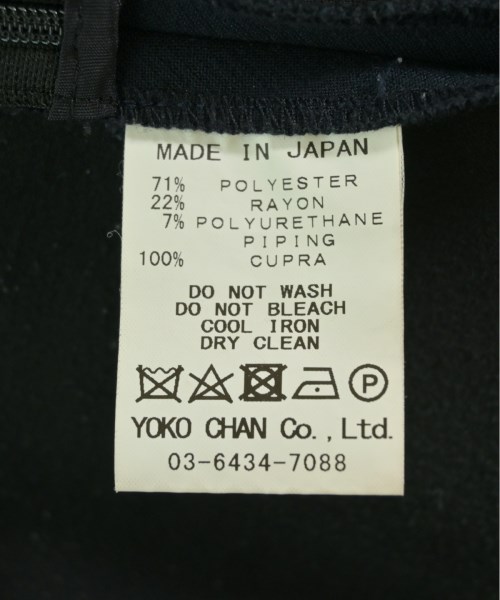 MADE IN JAPAN
71% POLYESTER
22% RAYON
7% POLYURETHANE
PIPING
100% CUPRA
DO NOT WASH
DO NOT BLEACH
COOL IRON
DRY CLEAN
P
YOKO CHAN Co., Ltd.
03-6434-7088